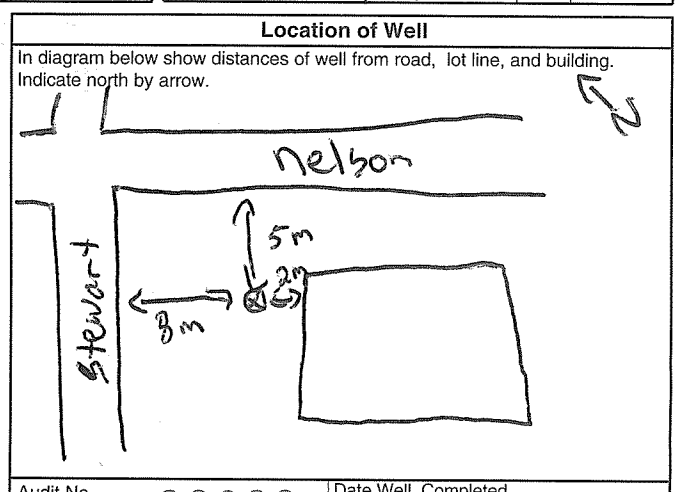 Location of Well
In diagram below show distances of well from road, lot line, and building.
Indicate north by arrow.
N
Nelson
5m
2m
8m
Stewart
Audit No.
Date Well Completed